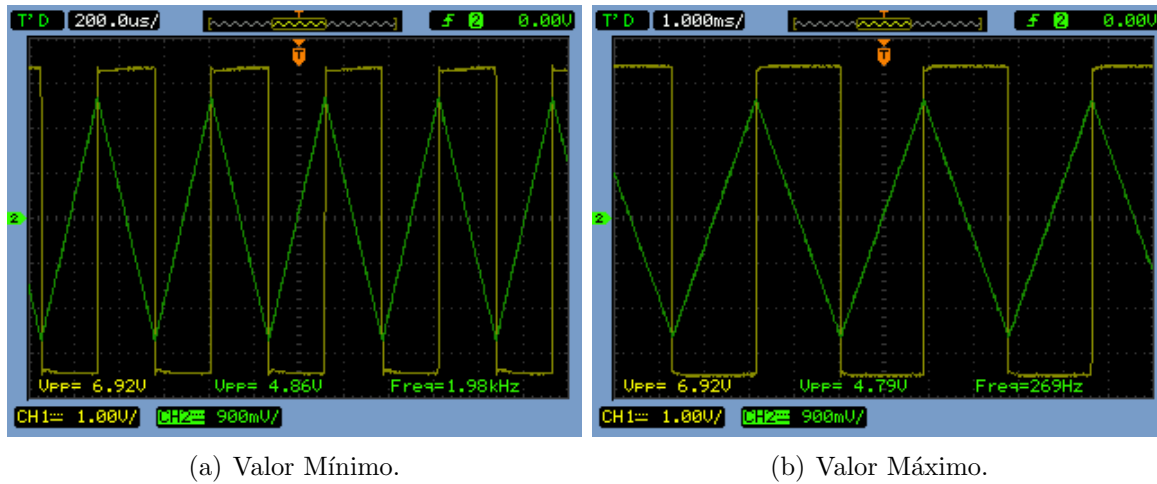 T'D 200.0us/ T ƒ 2 0.00V
T
2
Vpp= 6.92V Vpp= 4.86V Freq=1.98kHz
CH1 1.00V/ CH2 900mV/
(a) Valor Mínimo.
T'D 1.000ms/ T ƒ 2 0.00V
T
2
Vpp= 6.92V Vpp= 4.79V Freq=269Hz
CH1 1.00V/ CH2 900mV/
(b) Valor Máximo.